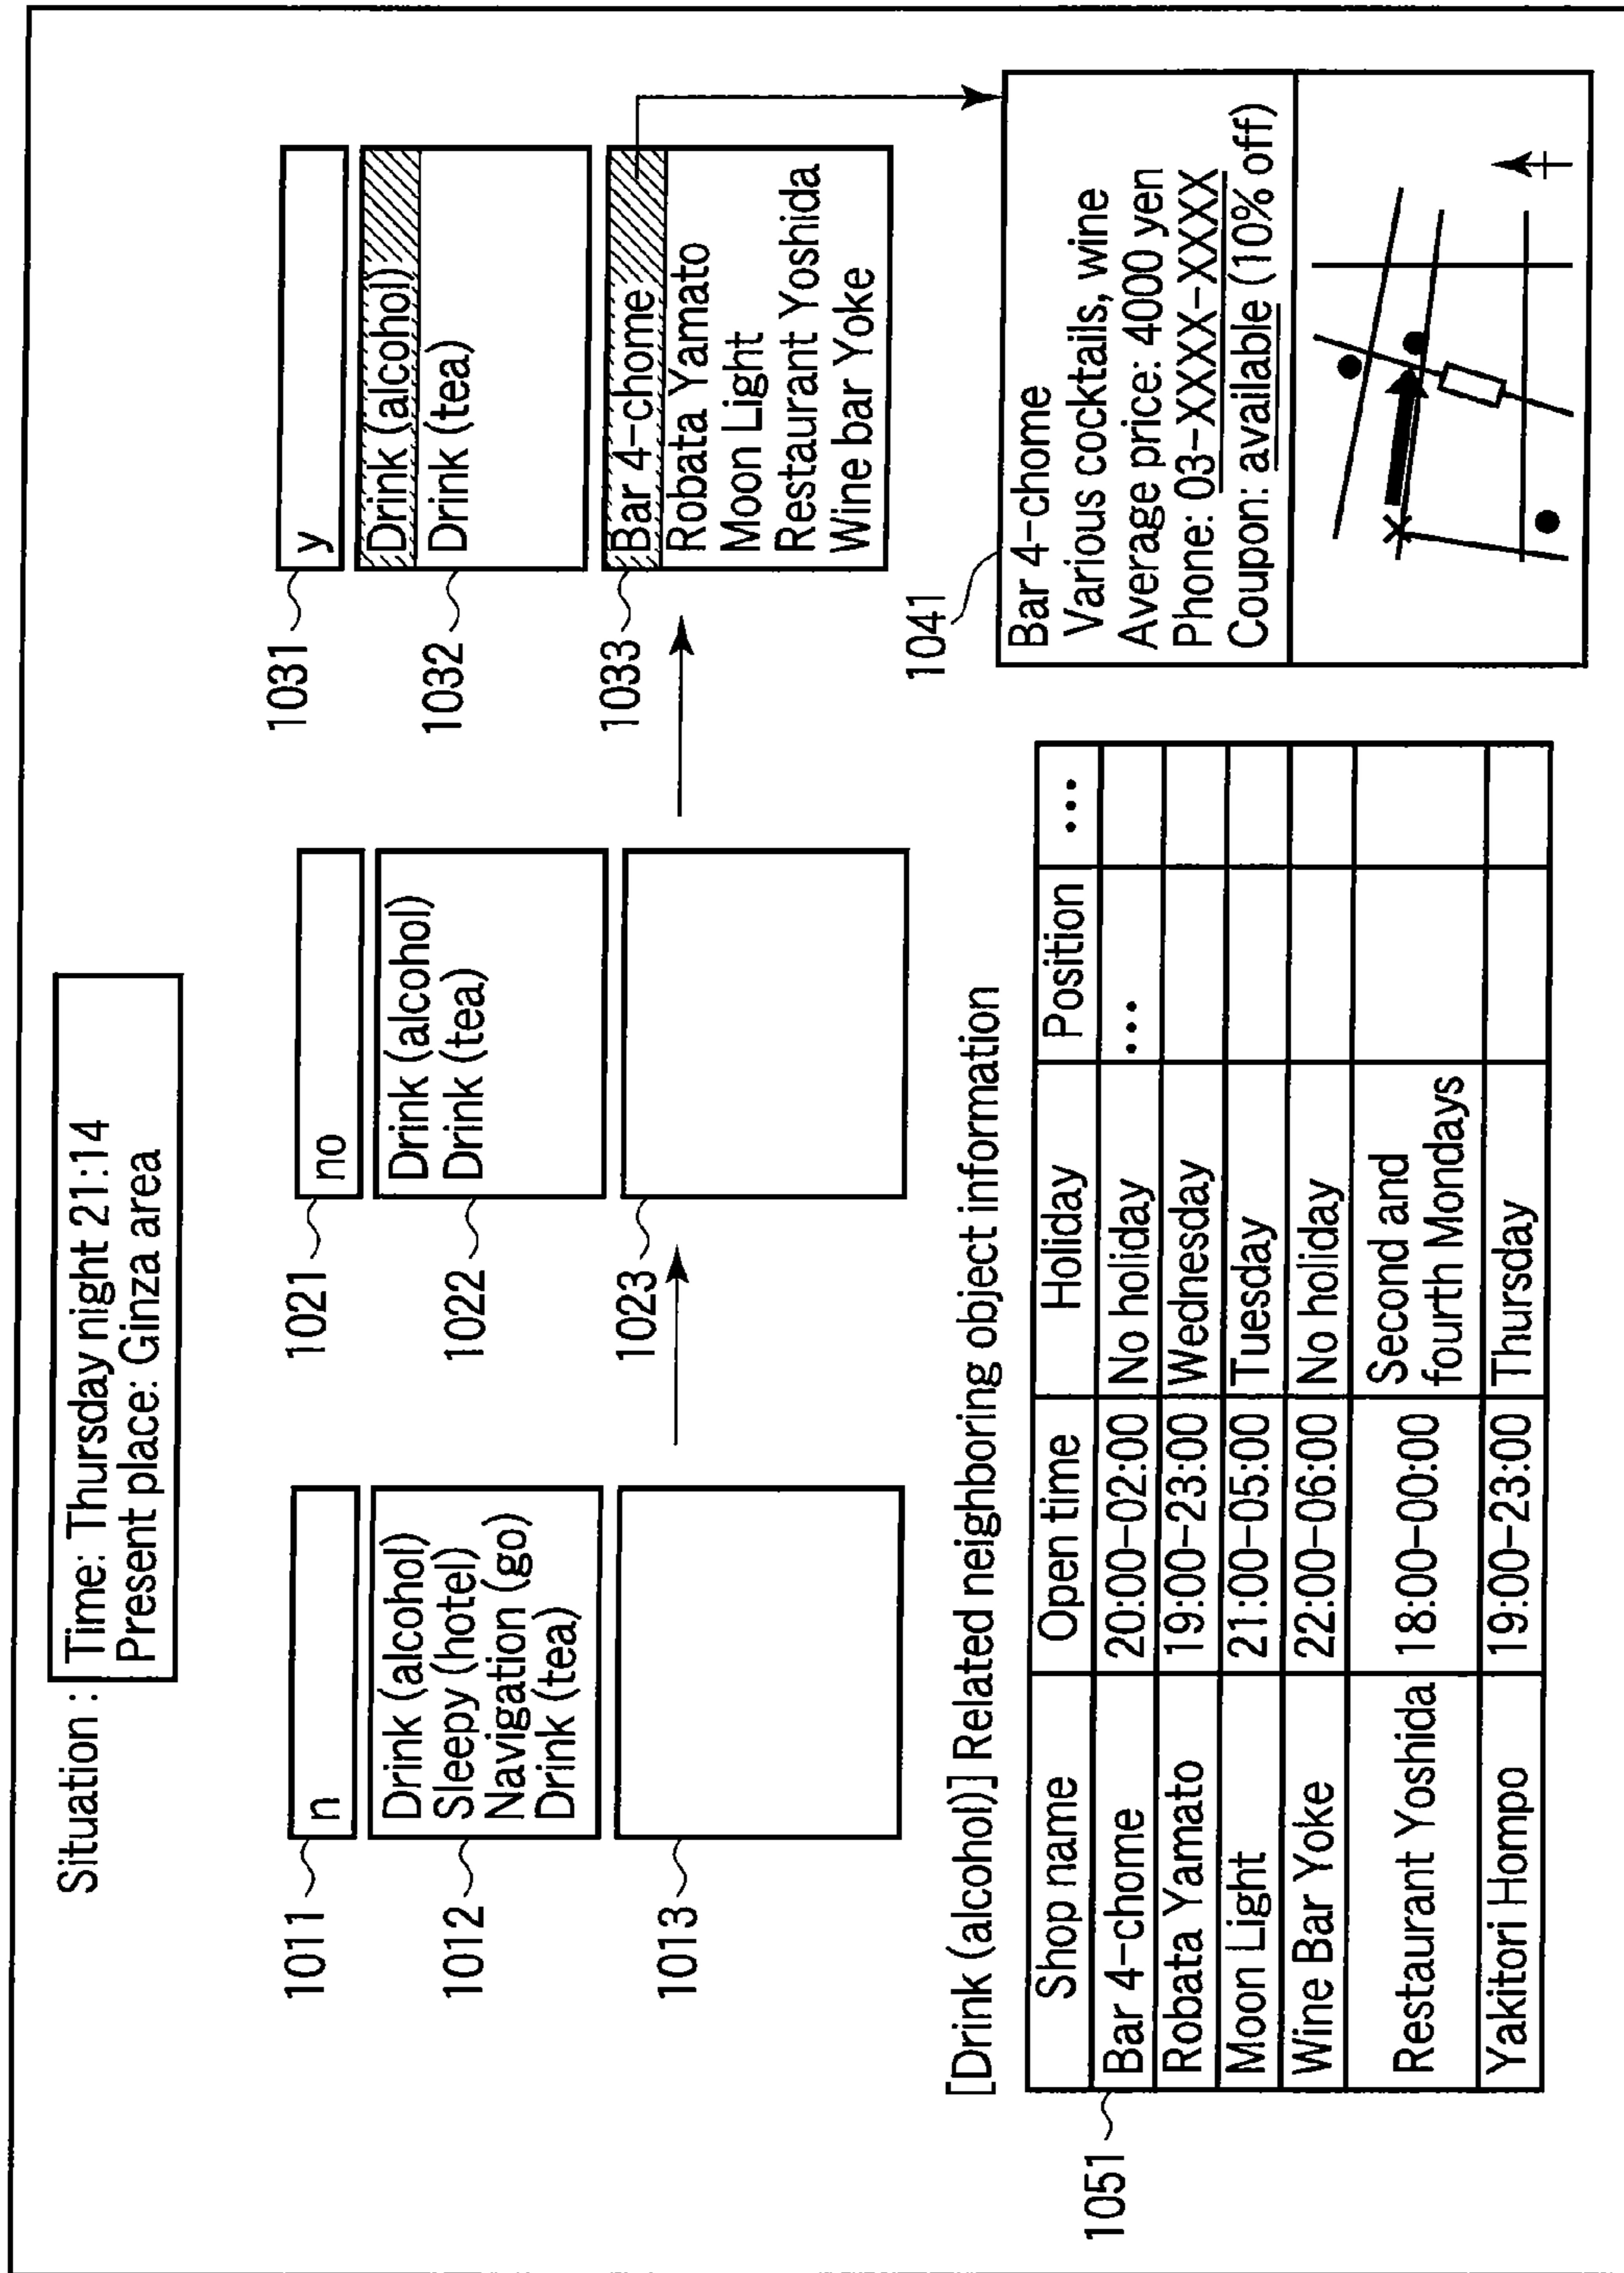 Situation :
Time: Thursday night 21:14
Present place: Ginza area
1011
n
1012
Drink (alcohol)
Sleepy (hotel)
Navigation (go)
Drink (tea)
1013
1021
no
1022
Drink (alcohol)
Drink (tea)
1023
1031
y
1032
Drink (alcohol)
Drink (tea)
1033
Bar 4-chome
Robata Yamato
Moon Light
Restaurant Yoshida
Wine bar Yoke
[Drink (alcohol)] Related neighboring object information
1051
Shop name Open time Holiday Position ...
Bar 4-chome 20:00-02:00 No holiday ...
Robata Yamato 19:00-23:00 Wednesday
Moon Light 21:00-05:00 Tuesday
Wine Bar Yoke 22:00-06:00 No holiday
Restaurant Yoshida 18:00-00:00 Second and
fourth Mondays
Yakitori Hompo 19:00-23:00 Thursday
1041
Bar 4-chome
Various cocktails, wine
Average price: 4000 yen
Phone: 03-XXXX-XXXX
Coupon: available (10% off)